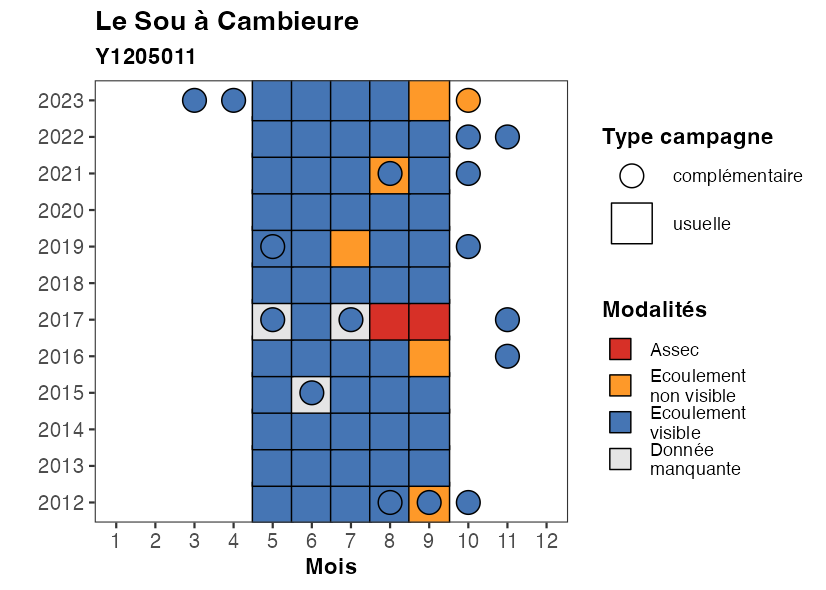 Le Sou à Cambieure
Y1205011
2023
2022
2021
2020
2019
2018
2017
2016
2015
2014
2013
2012
1 2 3 4 5 6 7 8 9 10 11 12
Mois
Type campagne
complémentaire
usuelle
Modalités
Assec
Ecoulement
non visible
Ecoulement
visible
Donnée
manquante